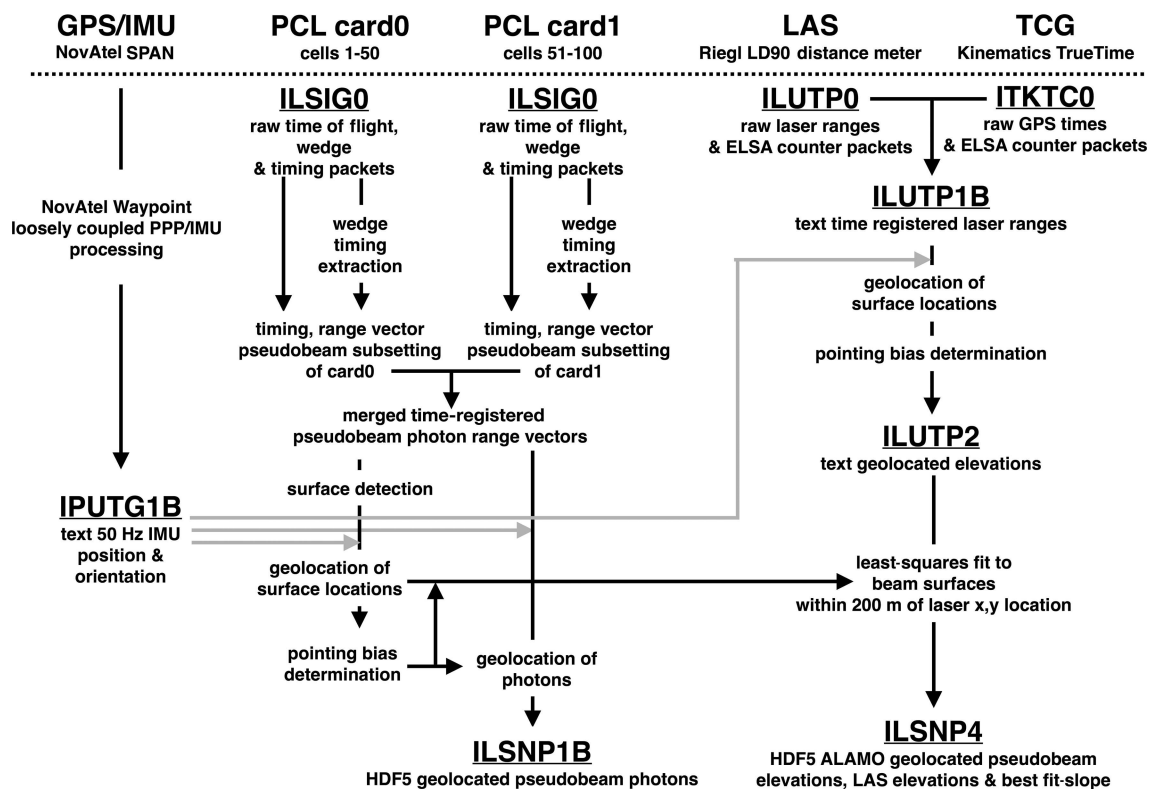 GPS/IMU
NovAtel SPAN
PCL card0
cells 1-50
PCL card1
cells 51-100
LAS
Riegl LD90 distance meter
TCG
Kinematics TrueTime
ILSIG0
raw time of flight,
wedge
& timing packets
ILSIG0
raw time of flight,
wedge
& timing packets
ILUTP0
raw laser ranges
& ELSA counter packets
ITKTC0
raw GPS times
& ELSA counter packets
NovAtel Waypoint
loosely coupled PPP/IMU
processing
wedge
timing
extraction
wedge
timing
extraction
ILUTP1B
text time registered laser ranges
geolocation of
surface locations
pointing bias determination
timing, range vector
pseudobeam subsetting
of card0
timing, range vector
pseudobeam subsetting
of card1
merged time-registered
pseudobeam photon range vectors
ILUTP2
text geolocated elevations
surface detection
IPUTG1B
text 50 Hz IMU
position &
orientation
geolocation of
surface locations
least-squares fit to
beam surfaces
within 200 m of laser x,y location
pointing bias
determination
geolocation of
photons
ILSNP1B
HDF5 geolocated pseudobeam photons
ILSNP4
HDF5 ALAMO geolocated pseudobeam
elevations, LAS elevations & best fit-slope